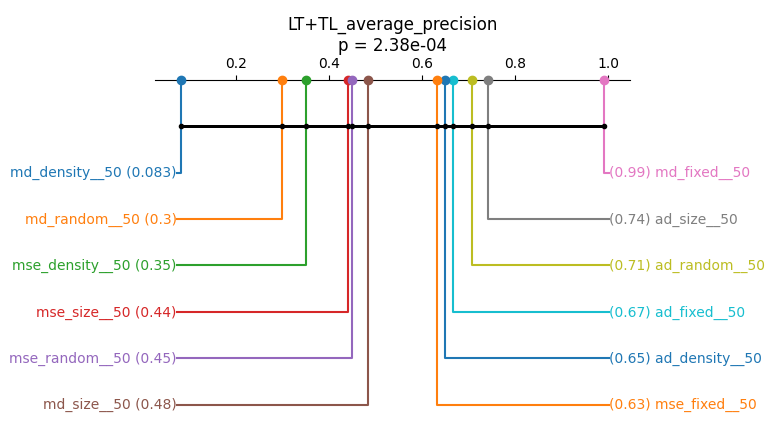 LT+TL_average_precision
p = 2.38e-04
0.2 0.4 0.6 0.8 1.0
md_density__50 (0.083) (0.99) md_fixed__50
md_random__50 (0.3) (0.74) ad_size__50
mse_density__50 (0.35) (0.71) ad_random__50
mse_size__50 (0.44) (0.67) ad_fixed__50
mse_random__50 (0.45) (0.65) ad_density__50
md_size__50 (0.48) (0.63) mse_fixed__50